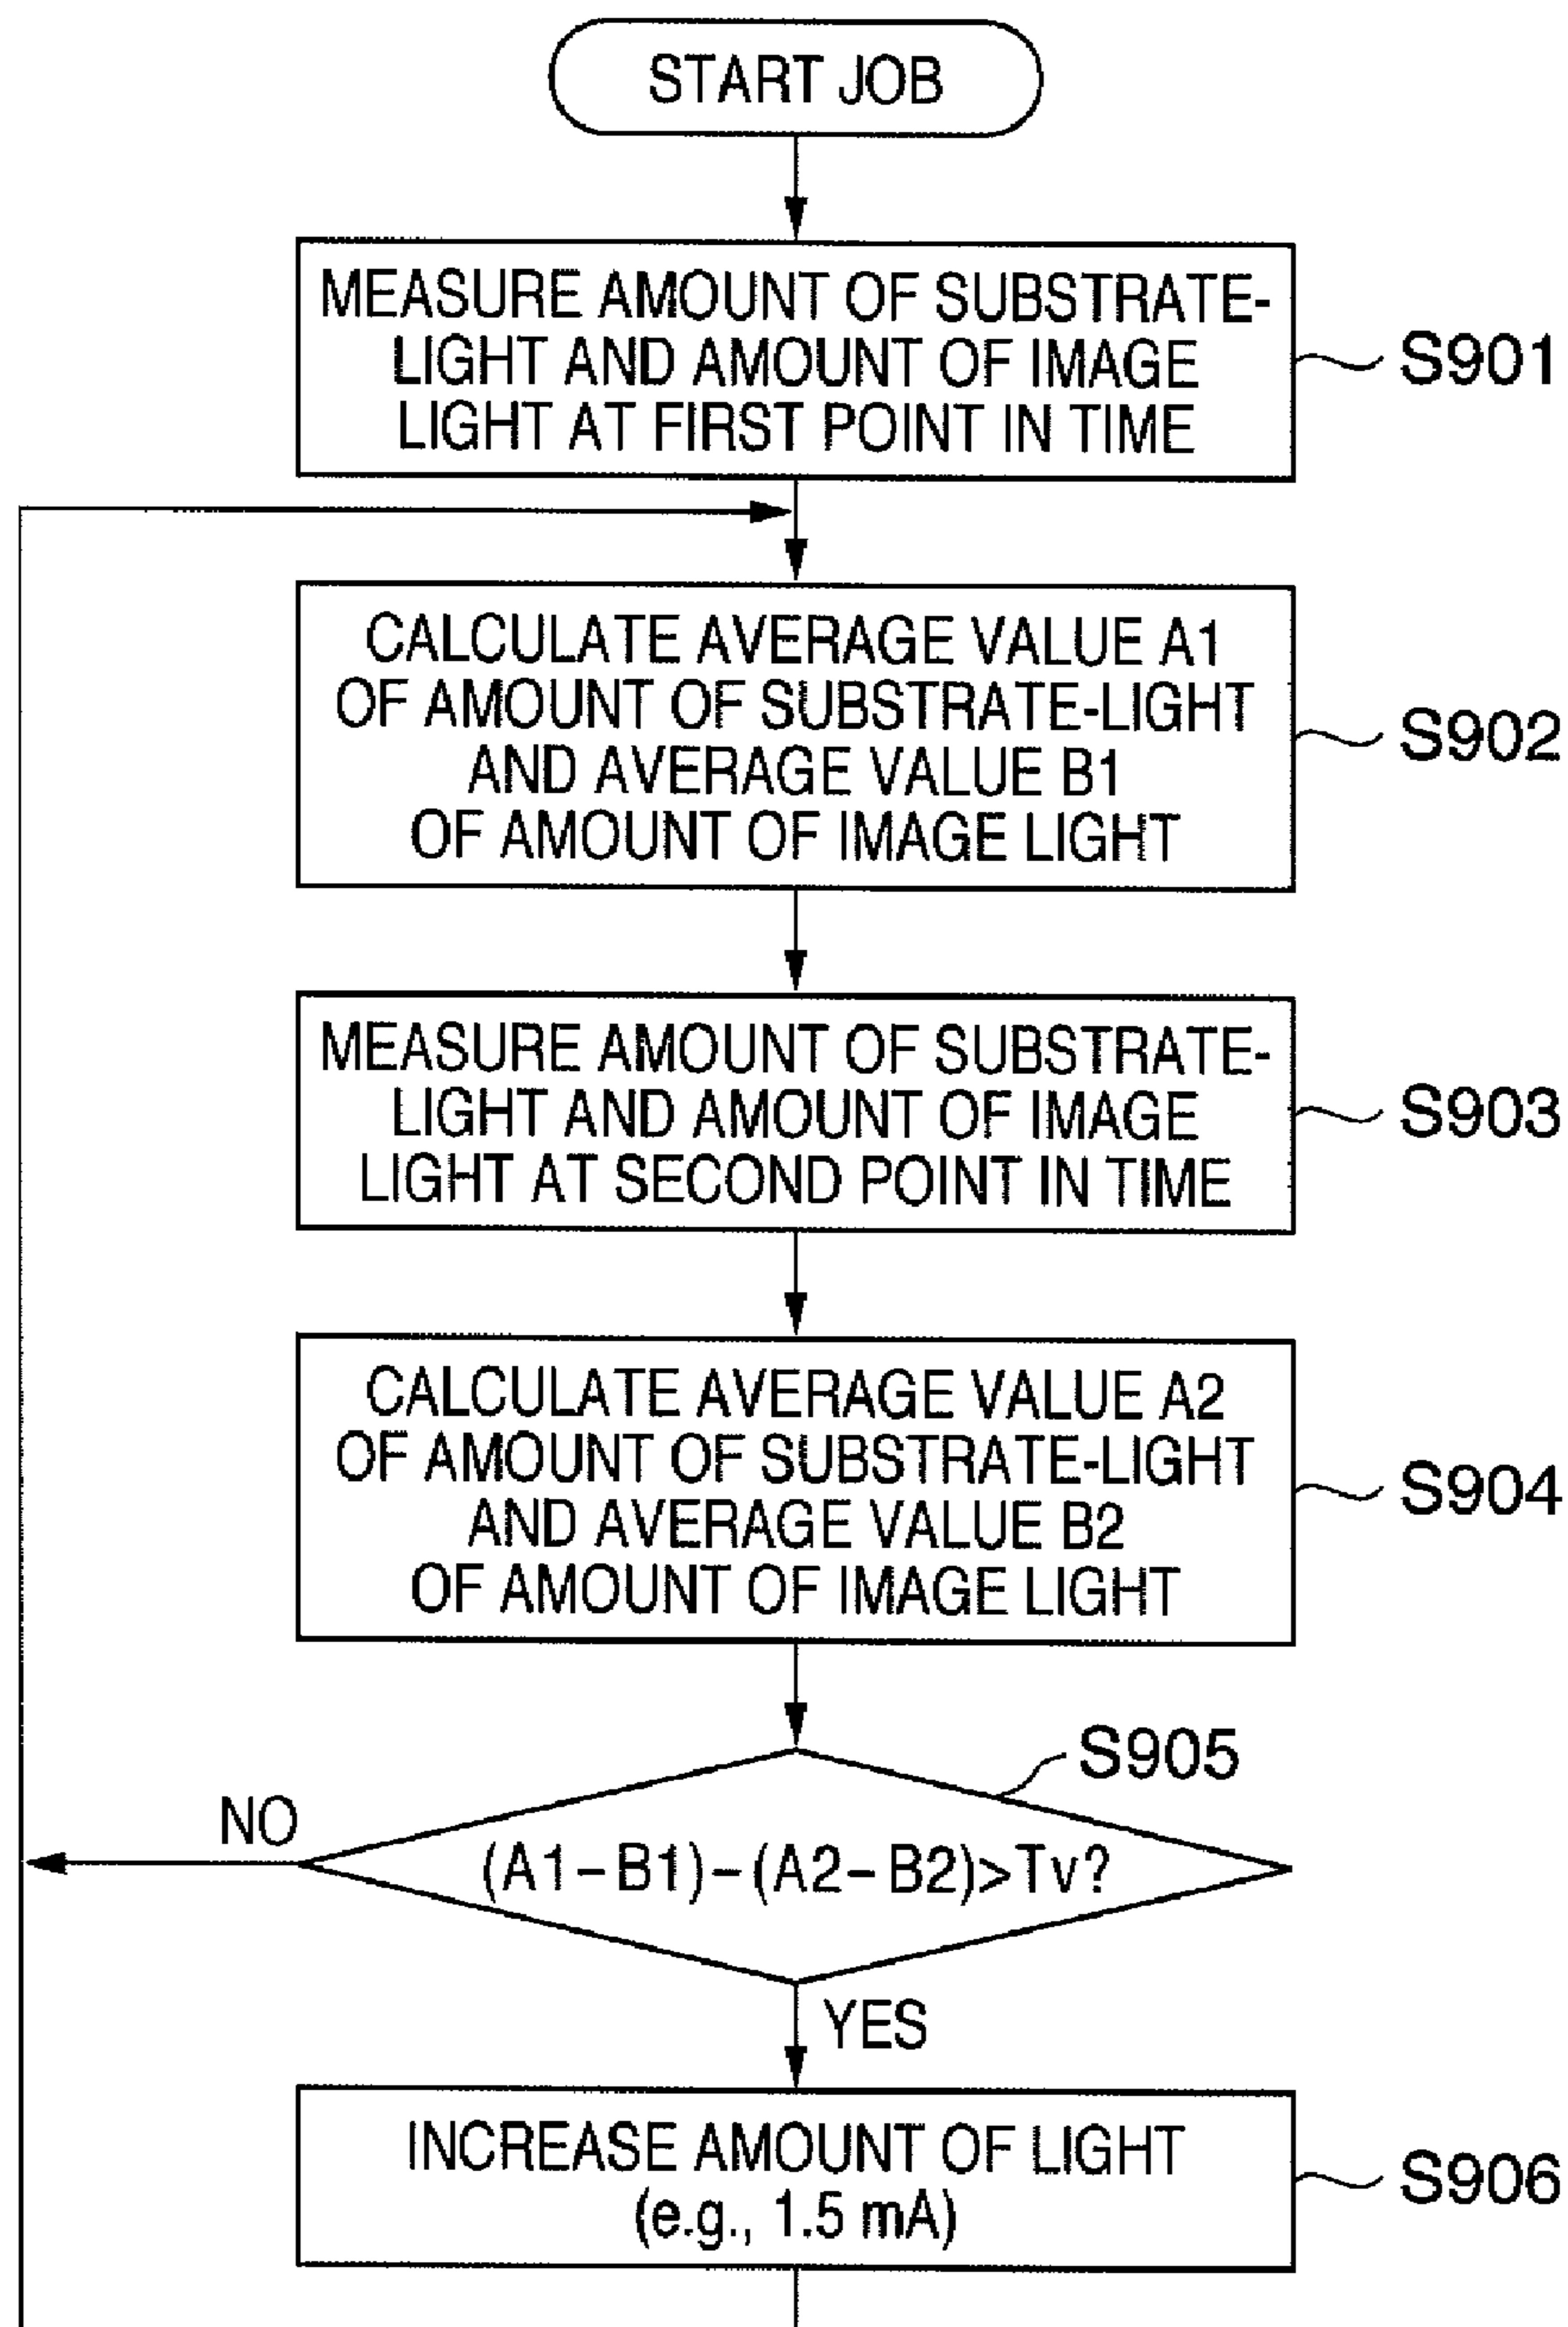 START JOB
MEASURE AMOUNT OF SUBSTRATE-
LIGHT AND AMOUNT OF IMAGE
LIGHT AT FIRST POINT IN TIME
S901
CALCULATE AVERAGE VALUE A1
OF AMOUNT OF SUBSTRATE-LIGHT
AND AVERAGE VALUE B1
OF AMOUNT OF IMAGE LIGHT
S902
MEASURE AMOUNT OF SUBSTRATE-
LIGHT AND AMOUNT OF IMAGE
LIGHT AT SECOND POINT IN TIME
S903
CALCULATE AVERAGE VALUE A2
OF AMOUNT OF SUBSTRATE-LIGHT
AND AVERAGE VALUE B2
OF AMOUNT OF IMAGE LIGHT
S904
S905
NO
(A1-B1)-(A2-B2)>Tv?
YES
INCREASE AMOUNT OF LIGHT
(e.g., 1.5 mA)
S906